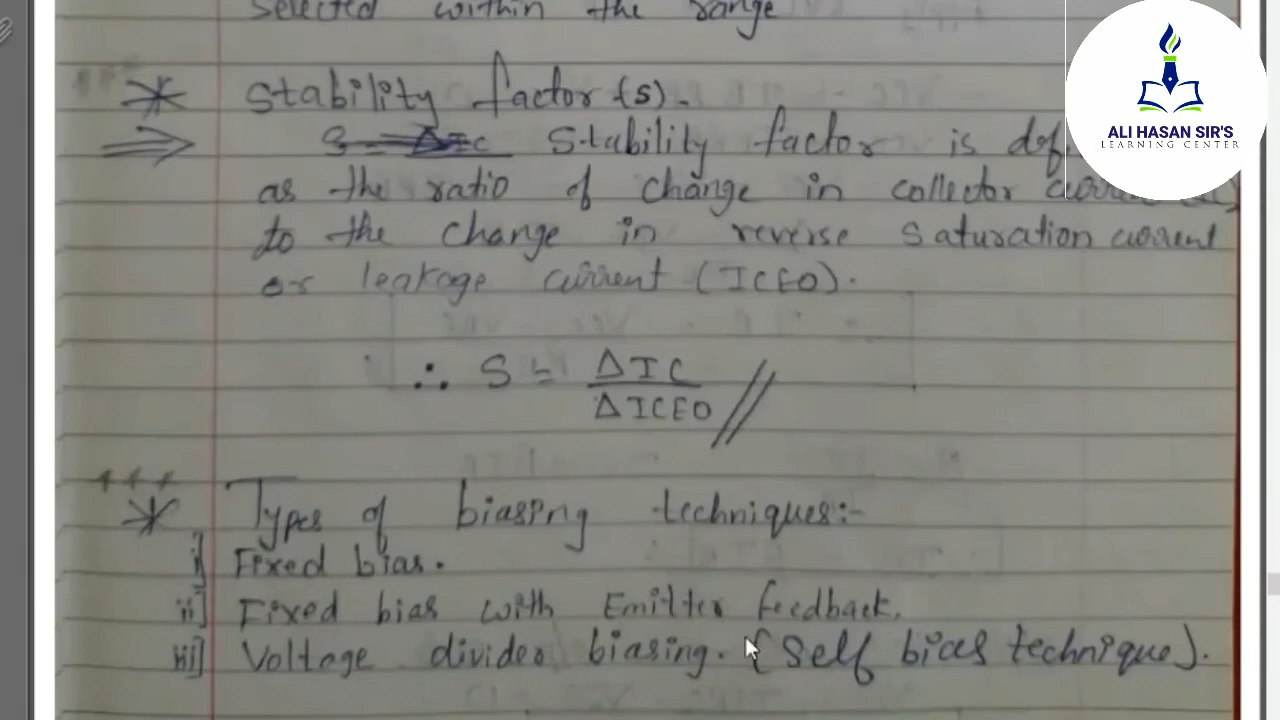 selected within the range
* Stability factor (s).
⇒ S = ΔIC Stability factor is def
as the ratio of change in collector
to the change in reverse saturation current
or leakage current (ICEO).
∴ S = ΔIC / ΔICEO //
+++
* Types of biasing techniques:-
i] Fixed bias.
ii] Fixed bias with Emitter feedback.
iii] Voltage divider biasing. (Self bias technique).
ALI HASAN SIR'S
LEARNING CENTER